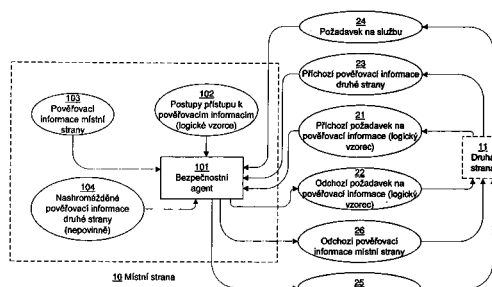 24
Požadavek na službu
23
Příchozí pověřovací informace
druhé strany
103
Pověřovací
informace místní
strany
102
Postupy přístupu k
pověřovacím informacím
(logické vzorce)
21
Příchozí požadavek na
pověřovací informace (logický
vzorec)
11
Druhá
strana
101
Bezpečnostní
agent
104
Nashromážděné
pověřovací informace
druhé strany
(nepovinné)
22
Odchozí požadavek na
pověřovací informace (logický
vzorec)
26
Odchozí pověřovací
informace místní strany
10 Místní strana
25